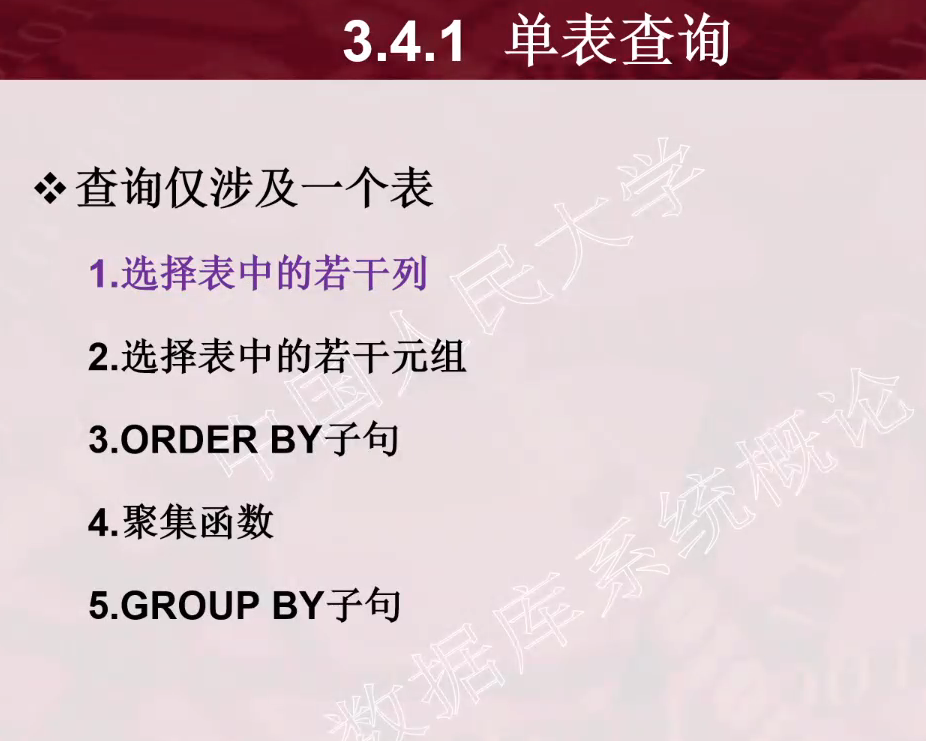 3.4.1 单表查询
查询仅涉及一个表
1.选择表中的若干列
2.选择表中的若干元组
3.ORDER BY子句
4.聚集函数
5.GROUP BY子句
中国人民大学
数据库系统概论